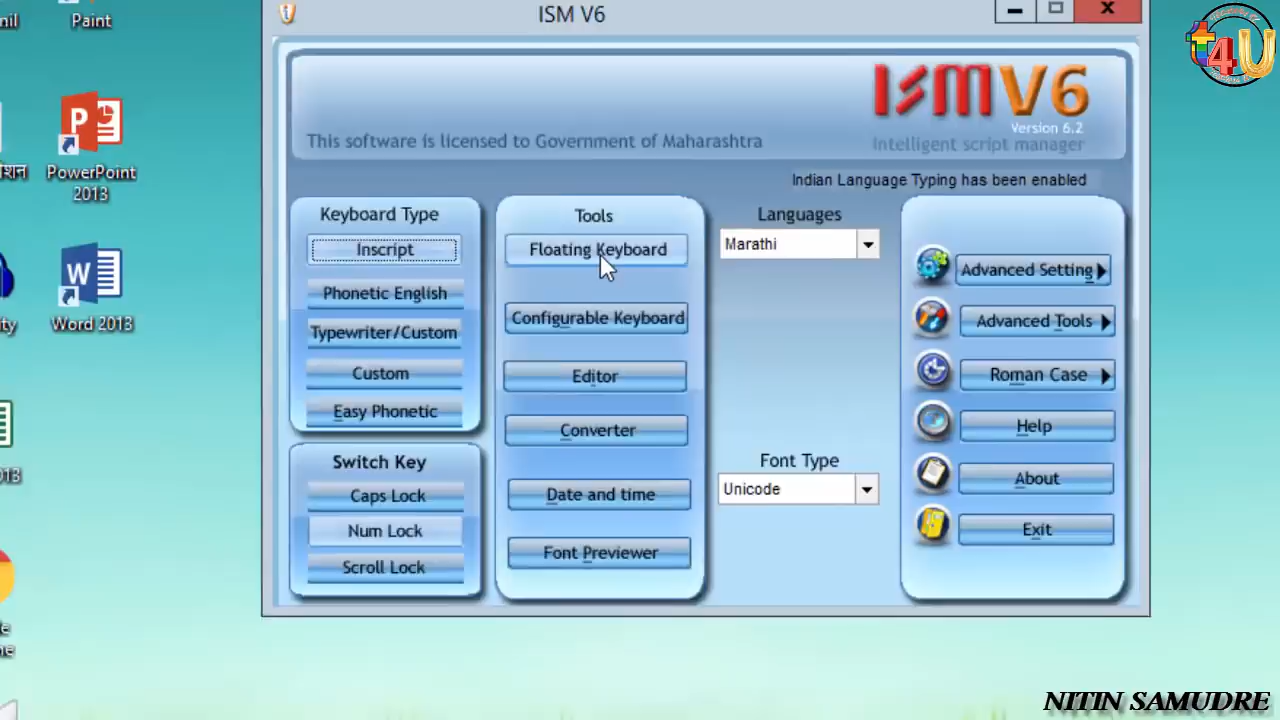 nil
Paint
ISM V6
t4U
ISMV6
Version 6.2
This software is licensed to Government of Maharashtra
Intelligent script manager
PowerPoint
2013
Indian Language Typing has been enabled
Keyboard Type
Inscript
Phonetic English
Typewriter/Custom
Custom
Easy Phonetic
Switch Key
Caps Lock
Num Lock
Scroll Lock
Tools
Floating Keyboard
Configurable Keyboard
Editor
Converter
Date and time
Font Previewer
Languages
Marathi
Font Type
Unicode
Advanced Setting
Advanced Tools
Roman Case
Help
About
Exit
Word 2013
NITIN SAMUDRE